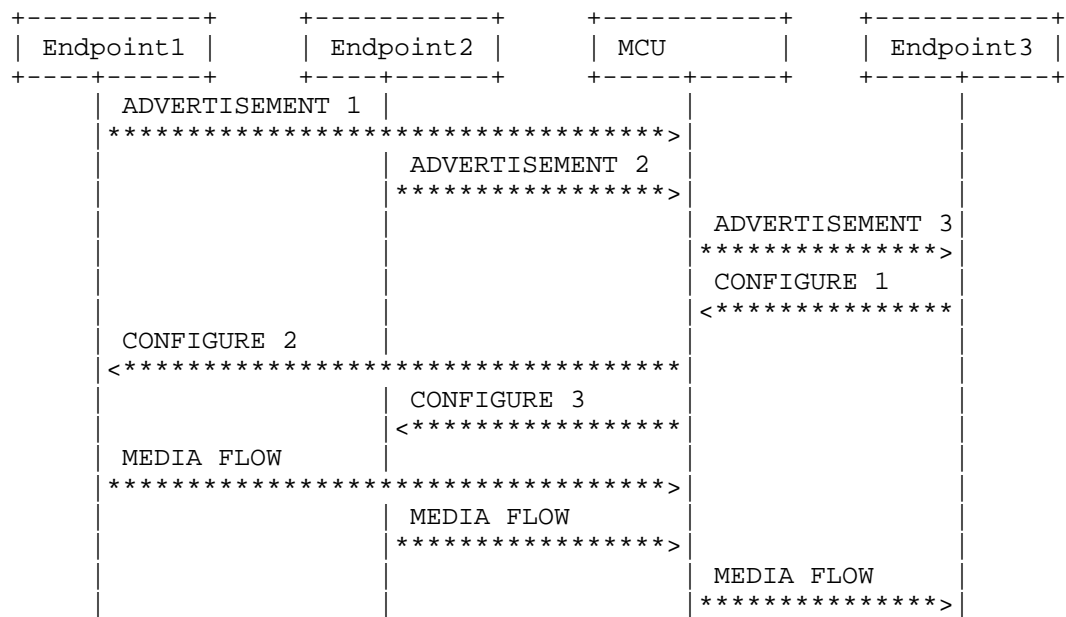 Endpoint1 Endpoint2 MCU Endpoint3
ADVERTISEMENT 1
ADVERTISEMENT 2
ADVERTISEMENT 3
CONFIGURE 1
CONFIGURE 2
CONFIGURE 3
MEDIA FLOW
MEDIA FLOW
MEDIA FLOW